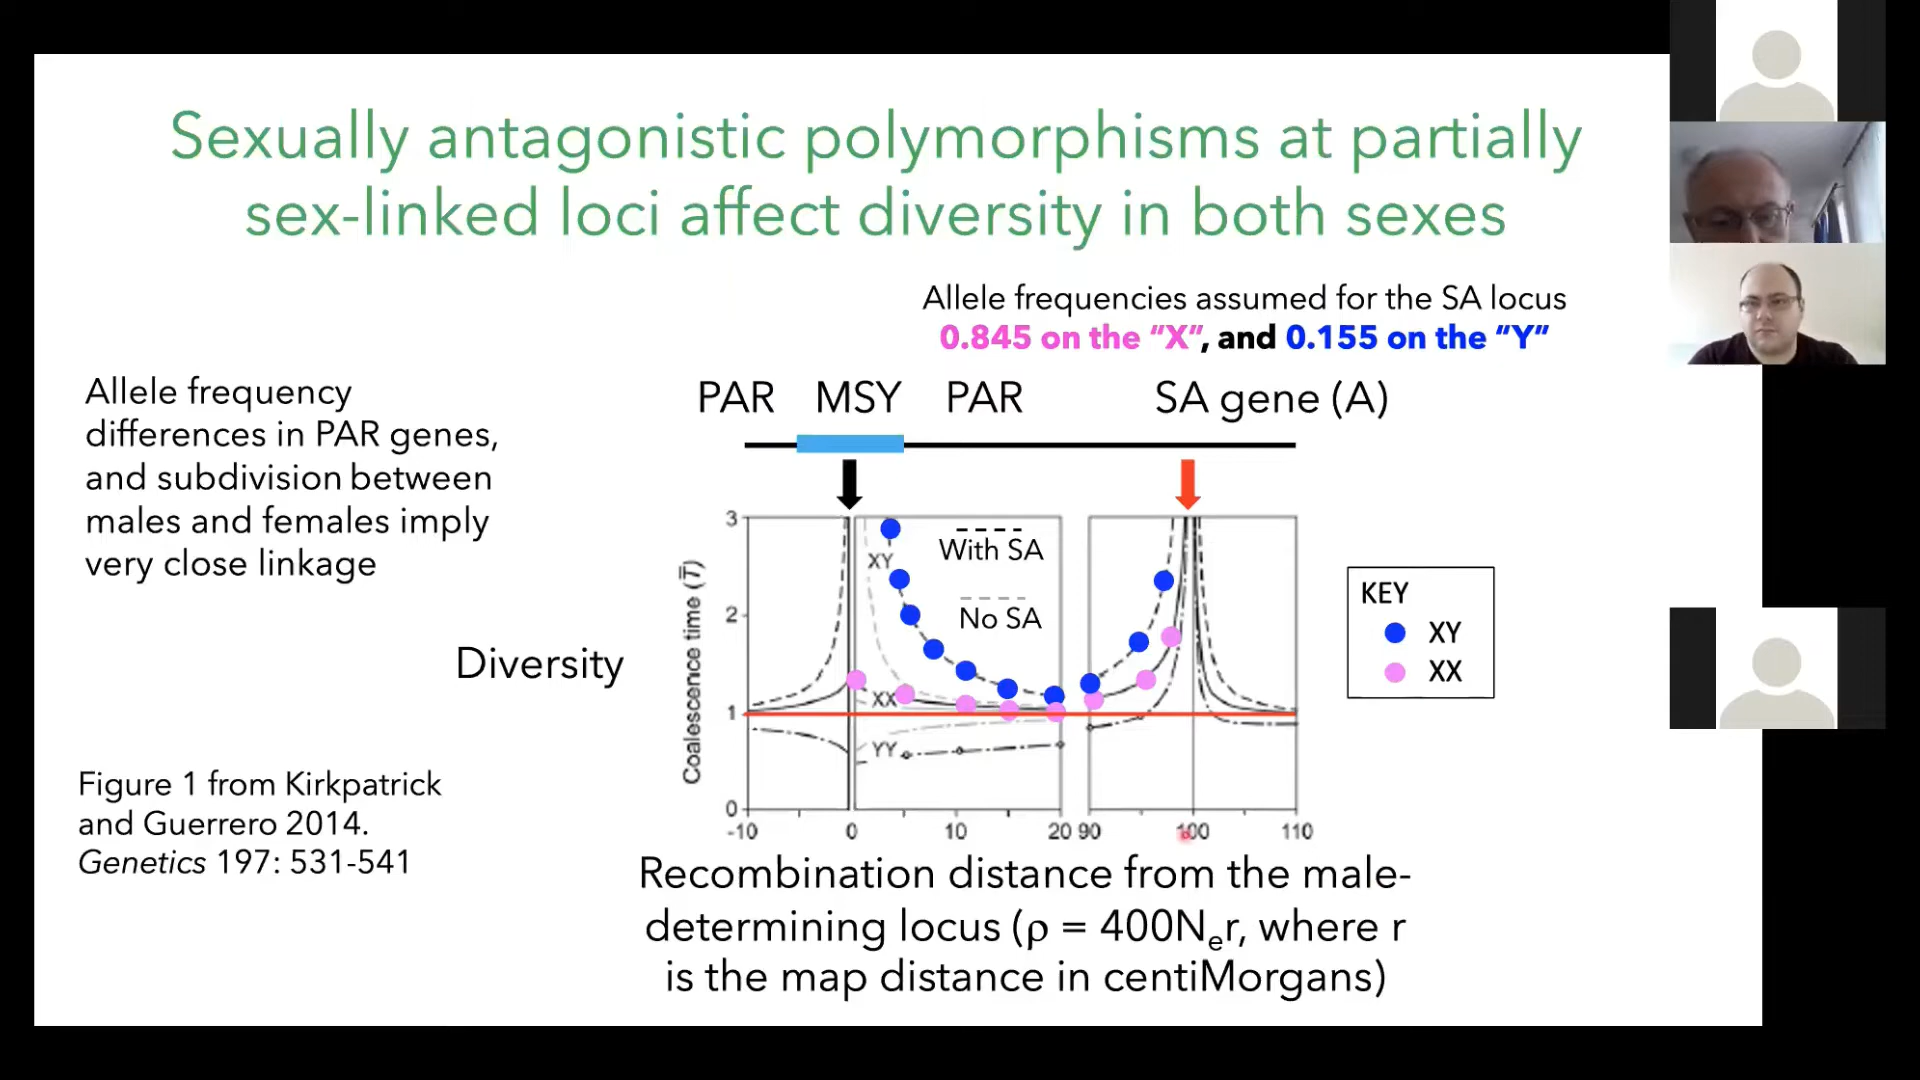 Sexually antagonistic polymorphisms at partially
sex-linked loci affect diversity in both sexes
Allele frequencies assumed for the SA locus
0.845 on the “X”, and 0.155 on the “Y”
Allele frequency
differences in PAR genes,
and subdivision between
males and females imply
very close linkage
PAR MSY PAR SA gene (A)
3
2
1
0
Coalescence time (T̅)
XY
XX
YY
With SA
No SA
KEY
XY
XX
Diversity
-10 0 10 20 90 100 110
Figure 1 from Kirkpatrick
and Guerrero 2014.
Genetics 197: 531-541
Recombination distance from the male-
determining locus (ρ = 400Nₑr, where r
is the map distance in centiMorgans)